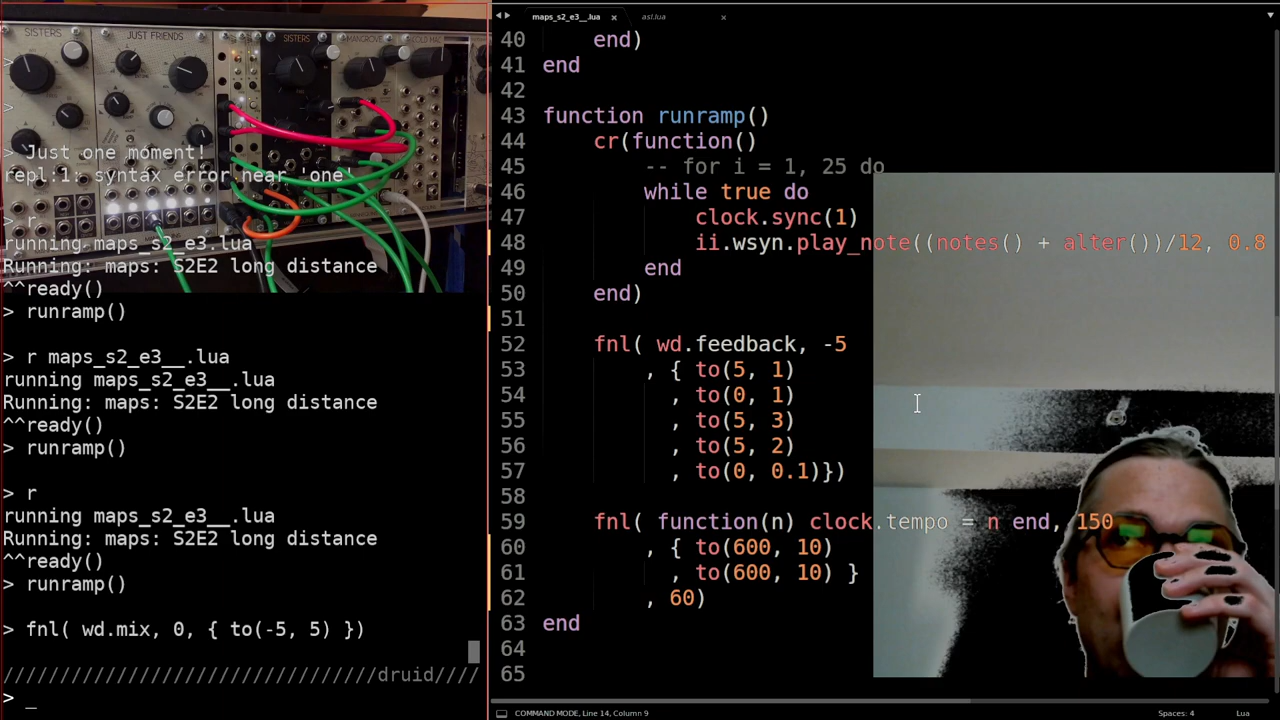 SISTERS
JUST FRIENDS
SISTERS
MANGROVE
COLD MAC
> Just one moment!
repl:1: syntax error near 'one'
> r
running maps_s2_e3.lua
Running: maps: S2E2 long distance
^^ready()
> runramp()
> r maps_s2_e3__.lua
running maps_s2_e3__.lua
Running: maps: S2E2 long distance
^^ready()
> runramp()
> r
running maps_s2_e3__.lua
Running: maps: S2E2 long distance
^^ready()
> runramp()
> fnl( wd.mix, 0, { to(-5, 5) })
/////////////////////////////////druid////
> _
maps_s2_e3__.lua × asl.lua ×
40 end)
41 end
42
43 function runramp()
44 cr(function()
45 -- for i = 1, 25 do
46 while true do
47 clock.sync(1)
48 ii.wsyn.play_note((notes() + alter())/12, 0.8
49 end
50 end)
51
52 fnl( wd.feedback, -5
53 , { to(5, 1)
54 , to(0, 1)
55 , to(5, 3)
56 , to(5, 2)
57 , to(0, 0.1)})
58
59 fnl( function(n) clock.tempo = n end, 150
60 , { to(600, 10)
61 , to(600, 10) }
62 , 60)
63 end
64
65
COMMAND MODE, Line 14, Column 9 Spaces: 4 Lua